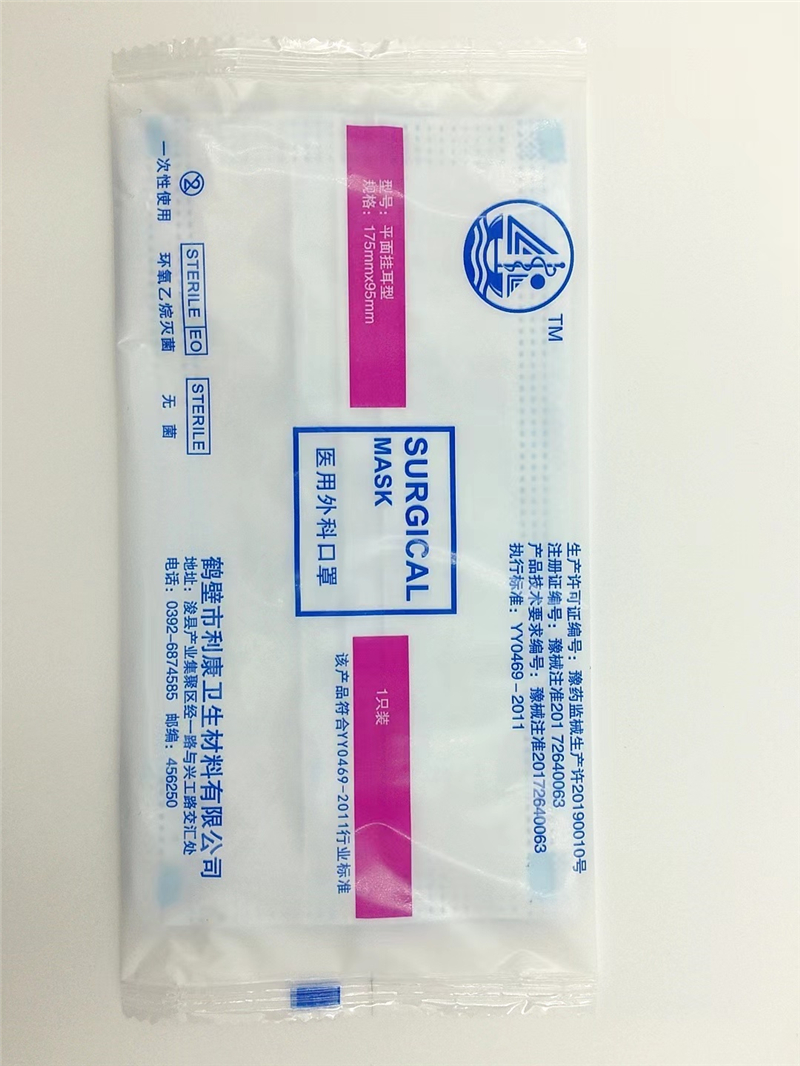 TM
生产许可证编号：豫药监械生产许20190010号
注册证编号：豫械注准201 72640063
产品技术要求编号：豫械注准20172640063
执行标准：YY0469-2011
型号：平面挂耳型
规格：175mmx95mm
SURGICAL
MASK
医用外科口罩
1只装
该产品符合YY0469-2011行业标准
2
STERILE EO
STERILE
一次性使用
环氧乙烷灭菌
无菌
鹤壁市利康卫生材料有限公司
地址：浚县产业集聚区经一路与兴工路交汇处
电话：0392-6874585 邮编：456250